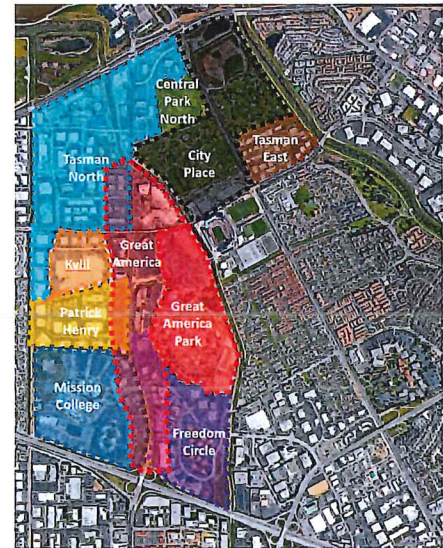 Central
Park
North
City
Place
Tasman
East
Tasman
North
Great
America
Kylli
Patrick
Henry
Great
America
Park
Mission
College
Freedom
Circle